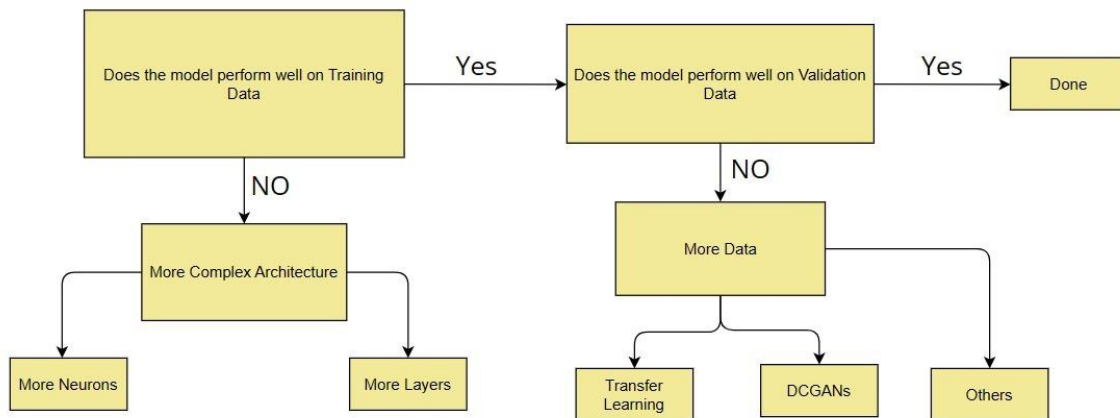 Does the model perform well on Training
Data
Yes
Does the model perform well on Validation
Data
Yes
Done
NO
NO
More Complex Architecture
More Data
More Neurons
More Layers
Transfer
Learning
DCGANs
Others